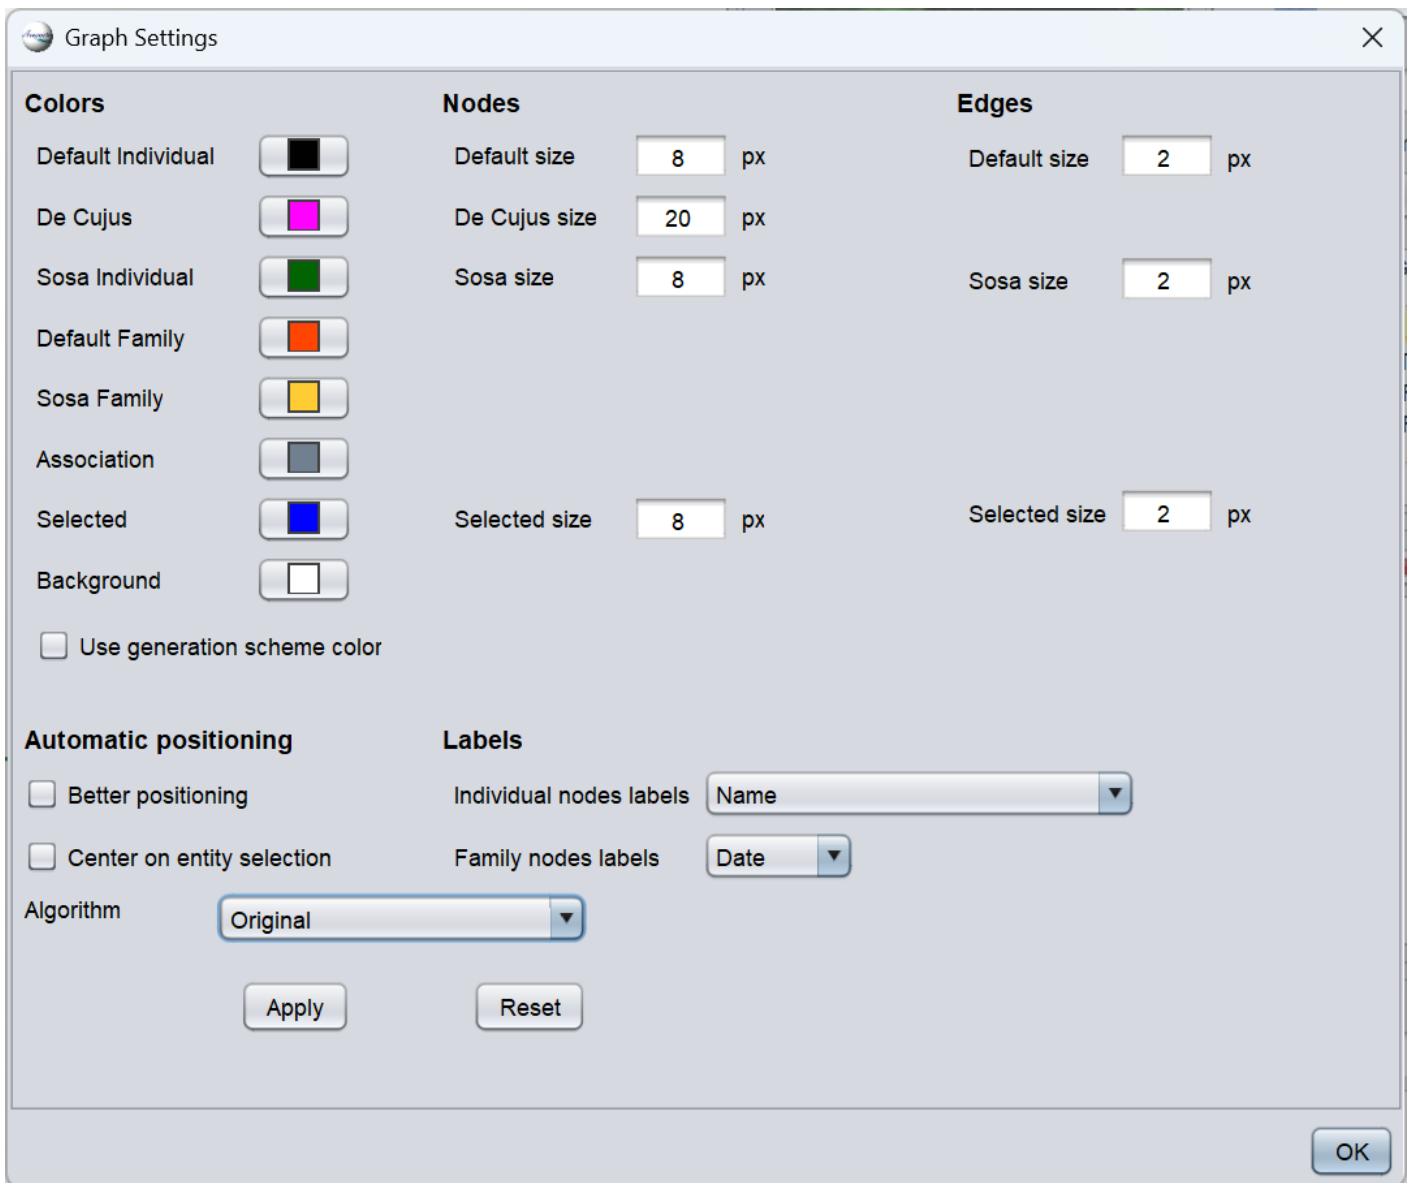 Graph Settings
Colors Nodes Edges
Default Individual Default size 8 px Default size 2 px
De Cujus De Cujus size 20 px
Sosa Individual Sosa size 8 px Sosa size 2 px
Default Family
Sosa Family
Association
Selected Selected size 8 px Selected size 2 px
Background
Use generation scheme color
Automatic positioning Labels
Better positioning Individual nodes labels Name
Center on entity selection Family nodes labels Date
Algorithm Original
Apply Reset
OK